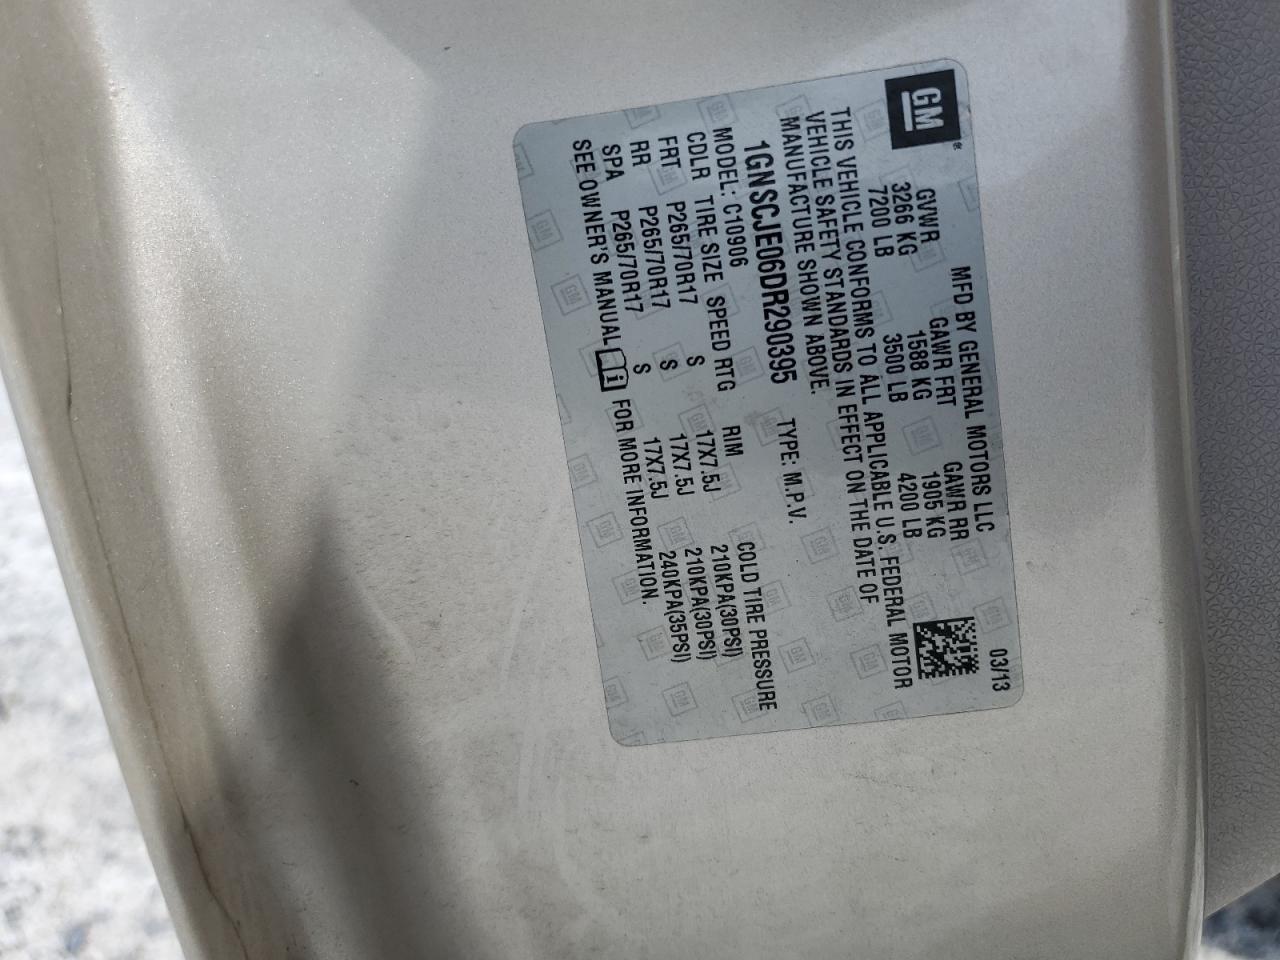 GM
MFD BY GENERAL MOTORS LLC 03/13
GVWR GAWR FRT GAWR RR
3266 KG 1588 KG 1905 KG
7200 LB 3500 LB 4200 LB
THIS VEHICLE CONFORMS TO ALL APPLICABLE U.S. FEDERAL MOTOR
VEHICLE SAFETY STANDARDS IN EFFECT ON THE DATE OF
MANUFACTURE SHOWN ABOVE.
1GNSCJE06DR290395 TYPE: M.P.V.
MODEL: C10906
CDLR TIRE SIZE SPEED RTG RIM COLD TIRE PRESSURE
FRT P265/70R17 S 17X7.5J 210KPA(30PSI)
RR P265/70R17 S 17X7.5J 210KPA(30PSI)
SPA P265/70R17 S 17X7.5J 240KPA(35PSI)
SEE OWNER'S MANUAL i FOR MORE INFORMATION.